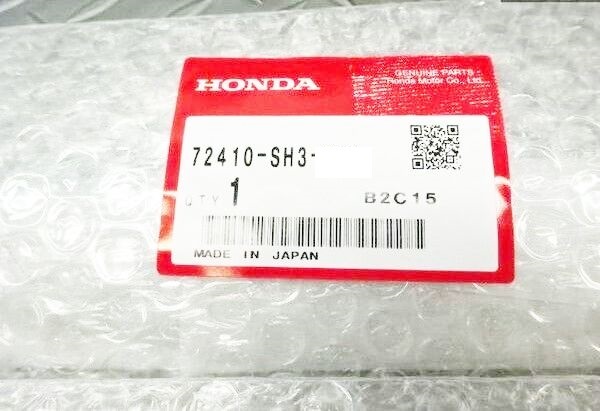 HONDA
GENUINE PARTS
Honda Motor Co., Ltd.
72410-SH3-
QTY 1 B2C15
MADE IN JAPAN